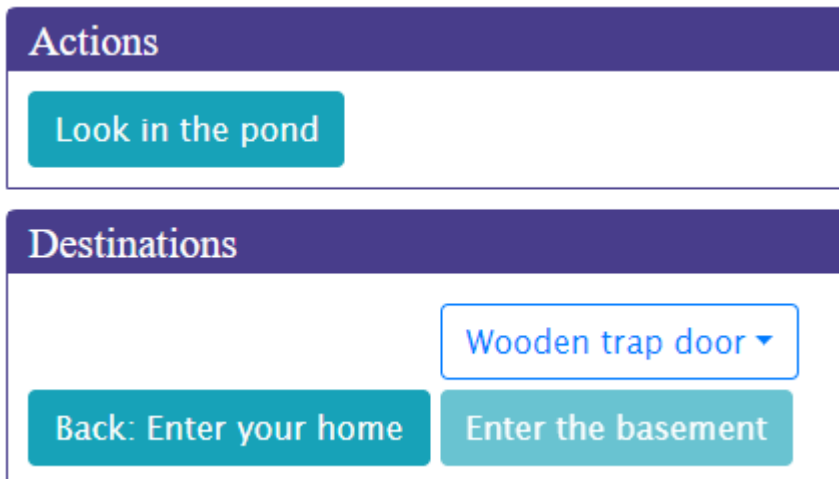 Actions
Look in the pond
Destinations
Wooden trap door
Back: Enter your home
Enter the basement